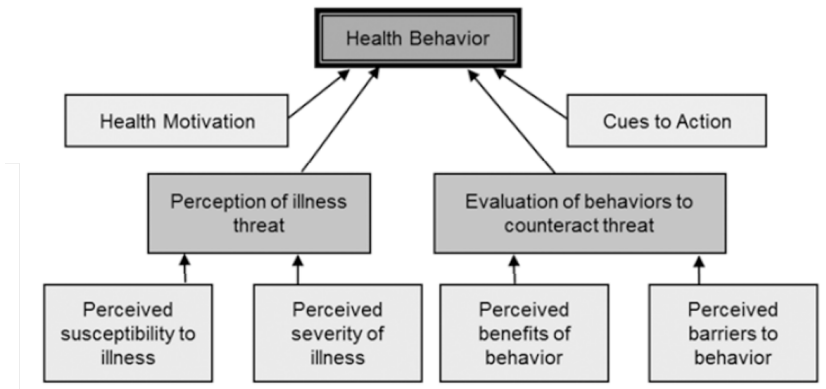 Health Behavior
Health Motivation
Cues to Action
Perception of illness
threat
Evaluation of behaviors to
counteract threat
Perceived
susceptibility to
illness
Perceived
severity of
illness
Perceived
benefits of
behavior
Perceived
barriers to
behavior